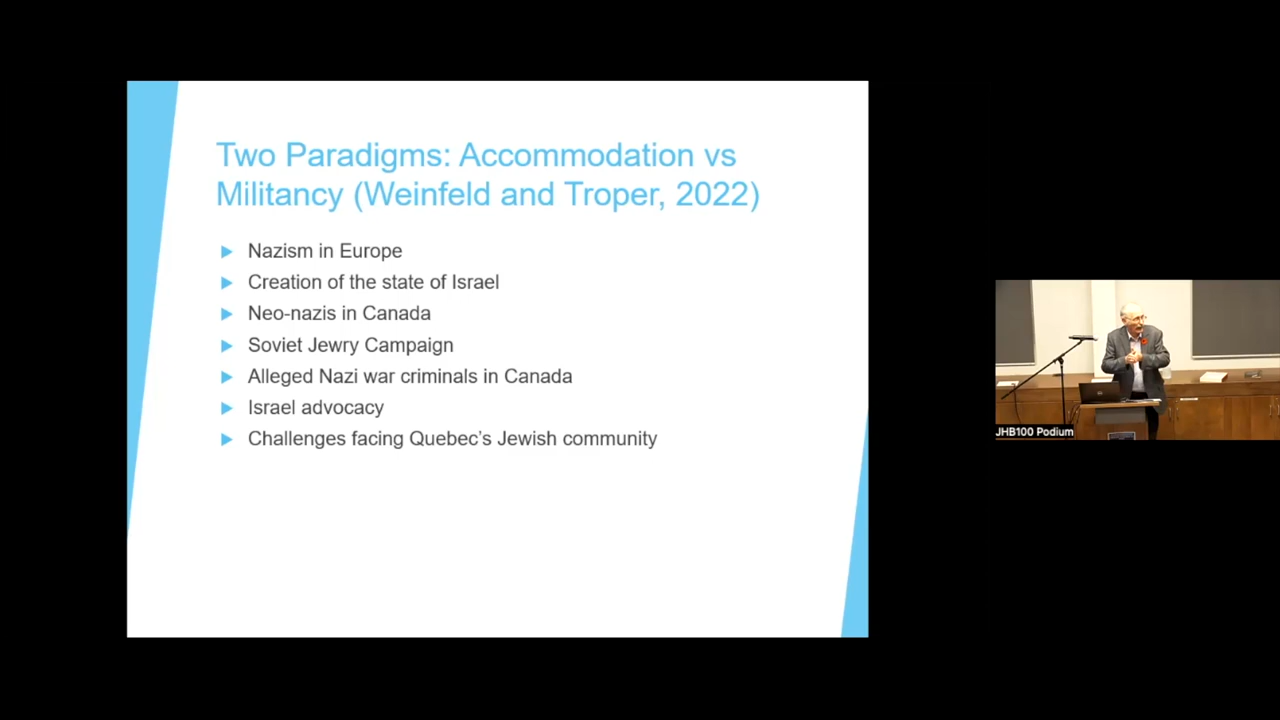 Two Paradigms: Accommodation vs
Militancy (Weinfeld and Troper, 2022)
Nazism in Europe
Creation of the state of Israel
Neo-nazis in Canada
Soviet Jewry Campaign
Alleged Nazi war criminals in Canada
Israel advocacy
Challenges facing Quebec's Jewish community
JHB100 Podium